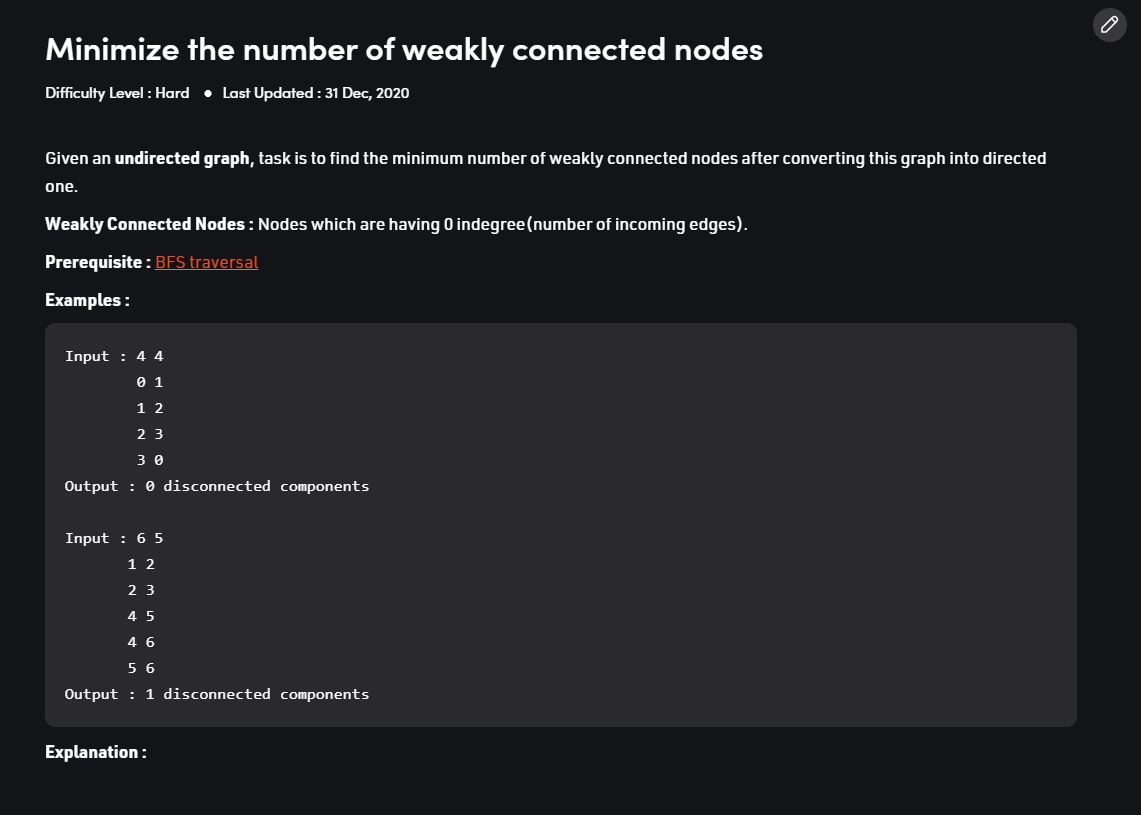 Minimize the number of weakly connected nodes
Difficulty Level : Hard ● Last Updated : 31 Dec, 2020
Given an undirected graph, task is to find the minimum number of weakly connected nodes after converting this graph into directed
one.
Weakly Connected Nodes : Nodes which are having 0 indegree(number of incoming edges).
Prerequisite : BFS traversal
Examples :
Input : 4 4
0 1
1 2
2 3
3 0
Output : 0 disconnected components
Input : 6 5
1 2
2 3
4 5
4 6
5 6
Output : 1 disconnected components
Explanation :